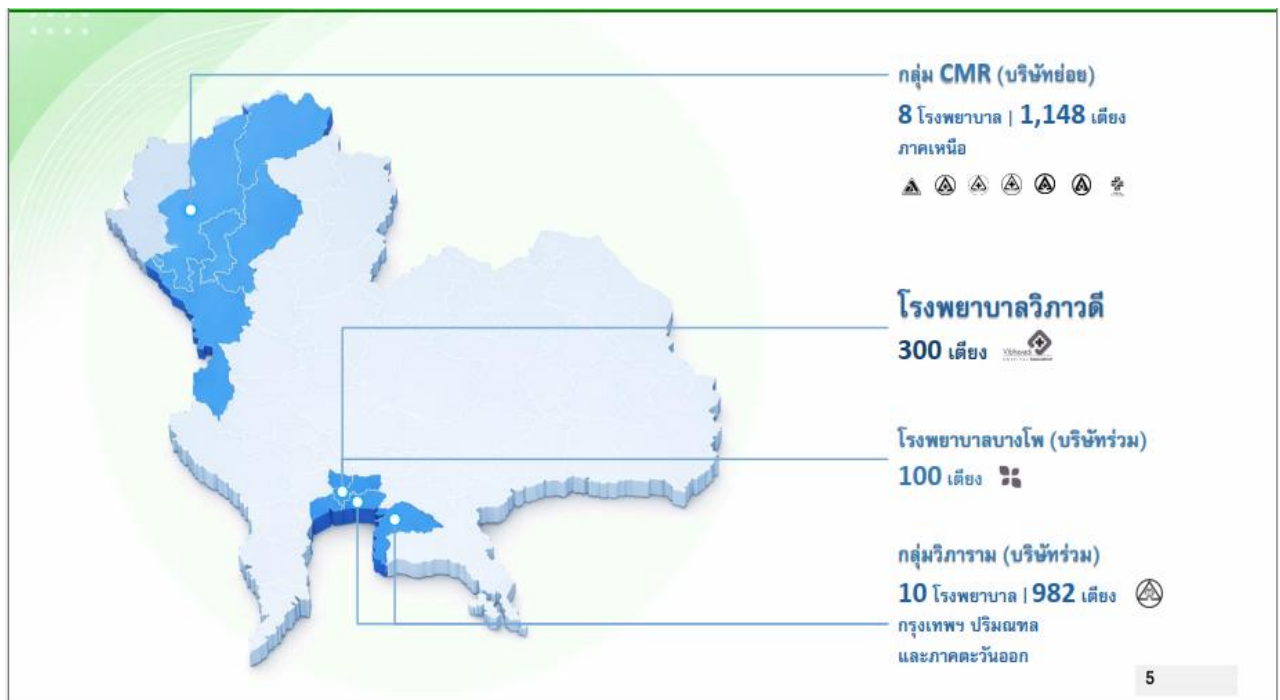 กลุ่ม CMR (บริษัทย่อย)
8 โรงพยาบาล | 1,148 เตียง
ภาคเหนือ
โรงพยาบาลวิภาวดี
300 เตียง
Vibhavadi
โรงพยาบาลบางโพ (บริษัทร่วม)
100 เตียง
กลุ่มวิภาราม (บริษัทร่วม)
10 โรงพยาบาล | 982 เตียง
กรุงเทพฯ ปริมณฑล
และภาคตะวันออก
5